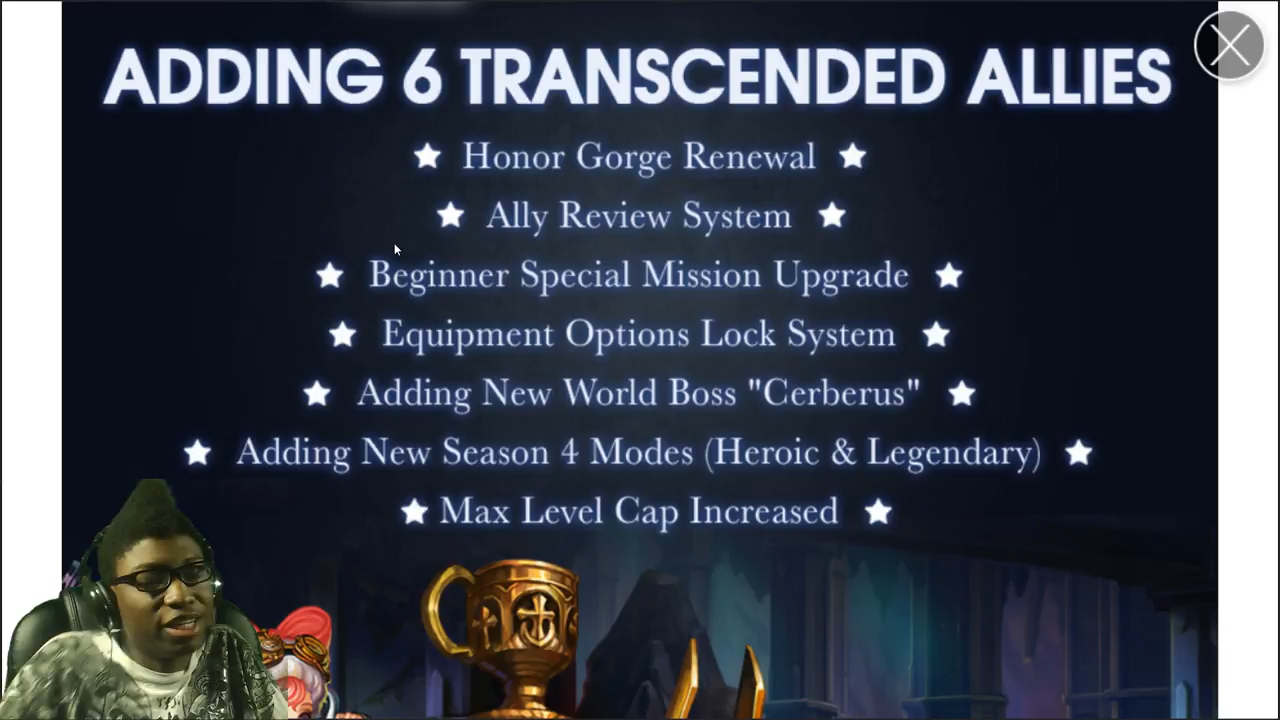 ADDING 6 TRANSCENDED ALLIES
Honor Gorge Renewal
Ally Review System
Beginner Special Mission Upgrade
Equipment Options Lock System
Adding New World Boss "Cerberus"
Adding New Season 4 Modes (Heroic & Legendary)
Max Level Cap Increased